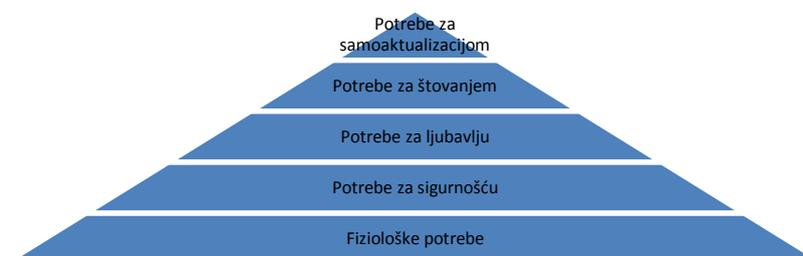 Potrebe za
samoaktualizacijom
Potrebe za štovanjem
Potrebe za ljubavlju
Potrebe za sigurnošću
Fiziološke potrebe